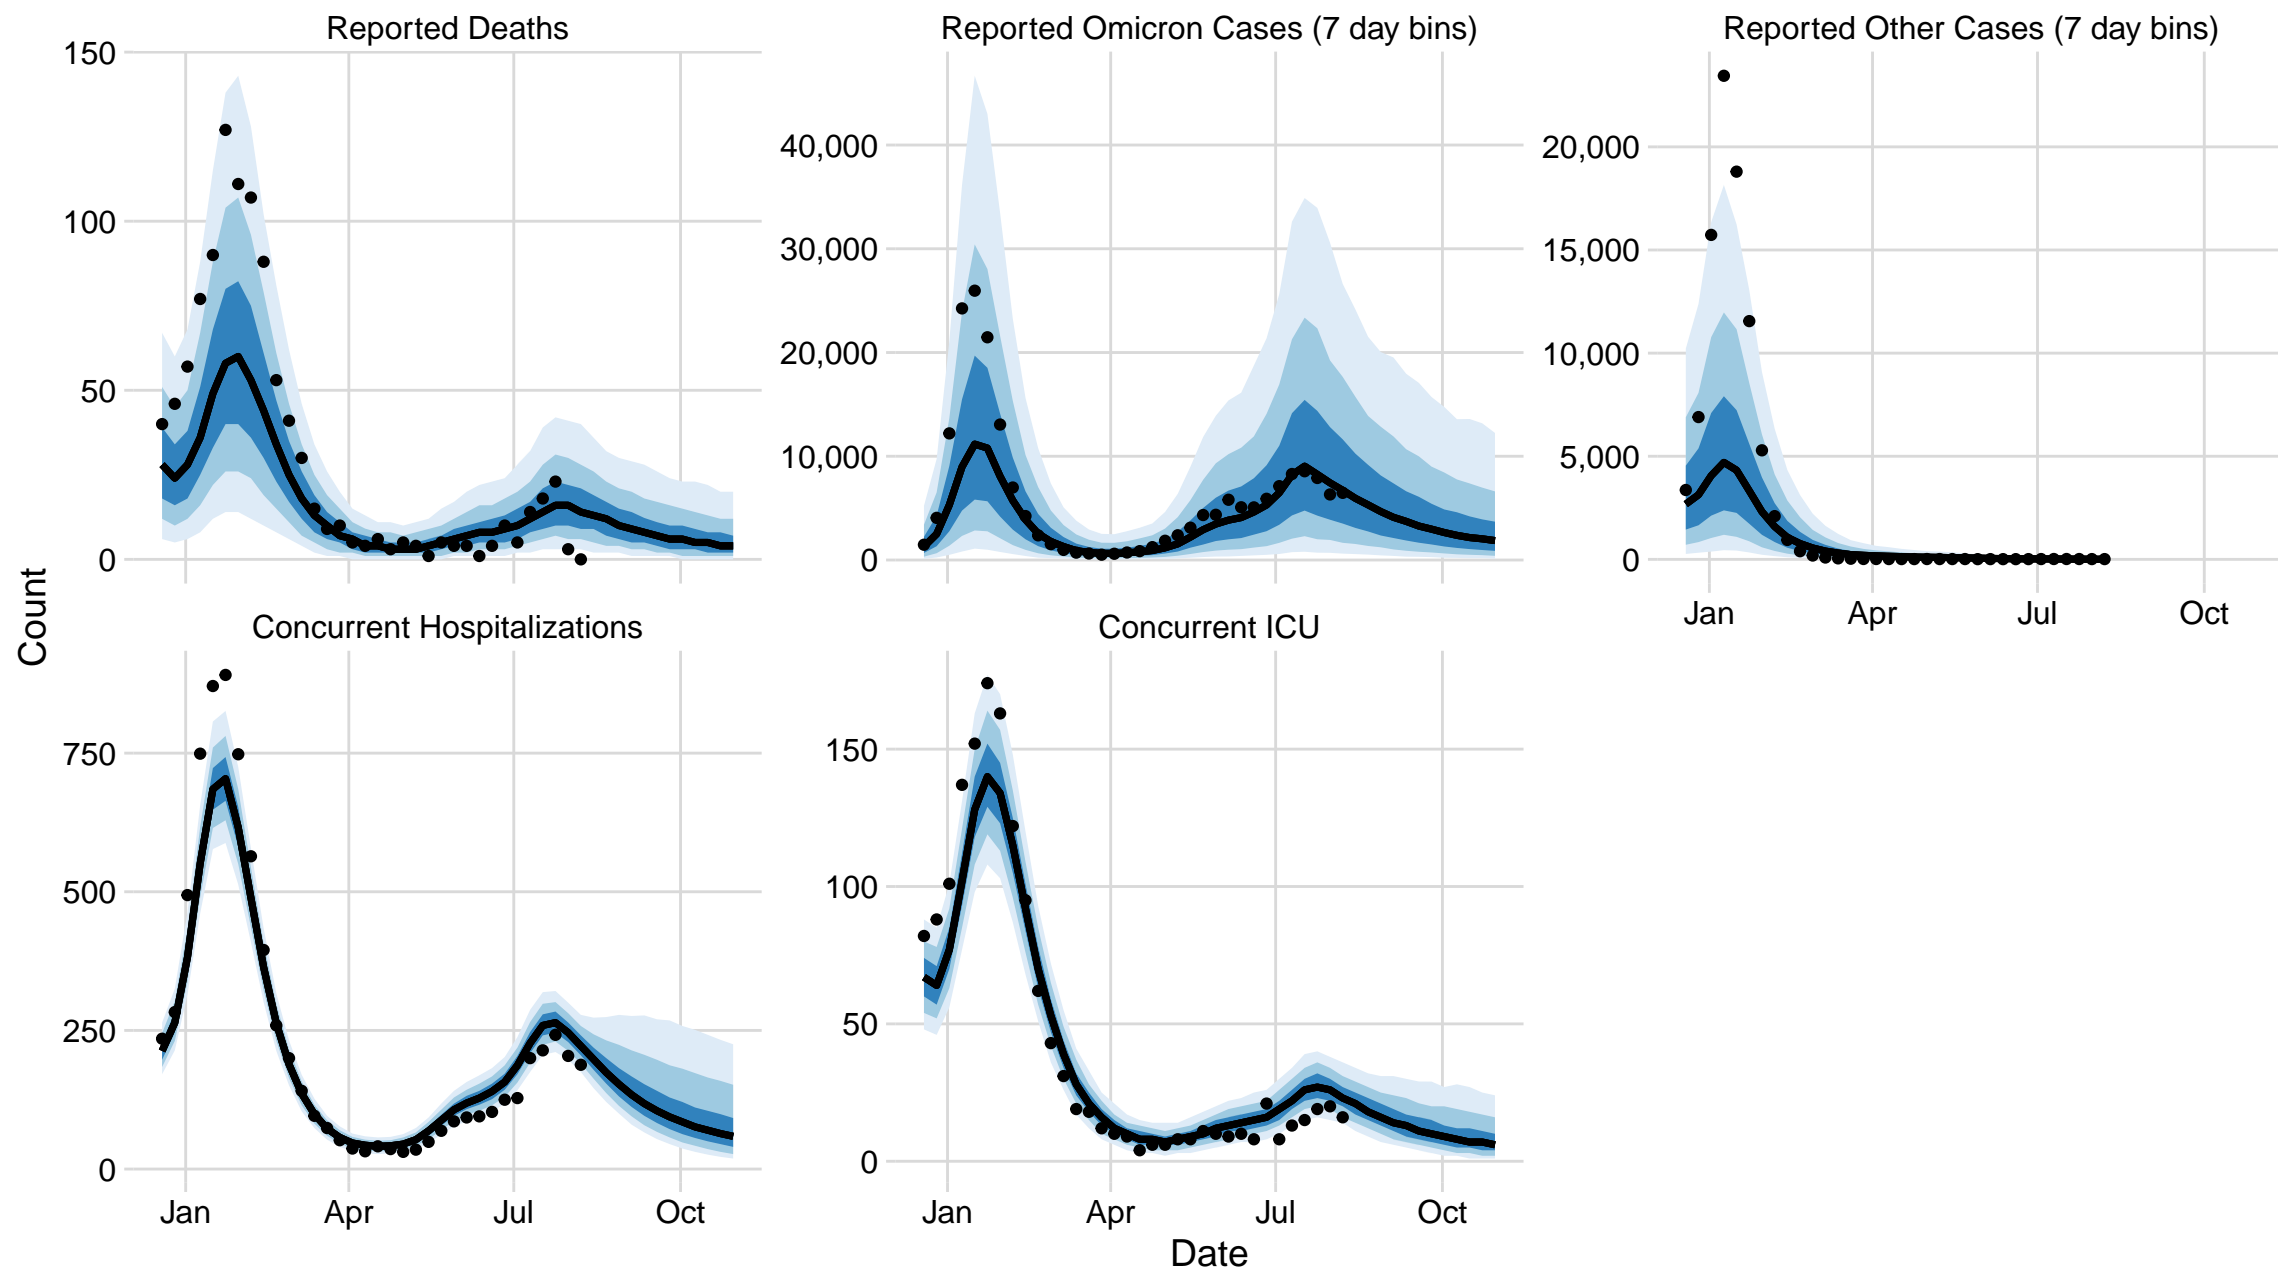 Reported Deaths
Reported Omicron Cases (7 day bins)
Reported Other Cases (7 day bins)
150
100
50
0
40,000
30,000
20,000
10,000
0
20,000
15,000
10,000
5,000
0
Jan Apr Jul Oct
Count
Concurrent Hospitalizations
Concurrent ICU
750
500
250
0
150
100
50
0
Jan Apr Jul Oct
Jan Apr Jul Oct
Date